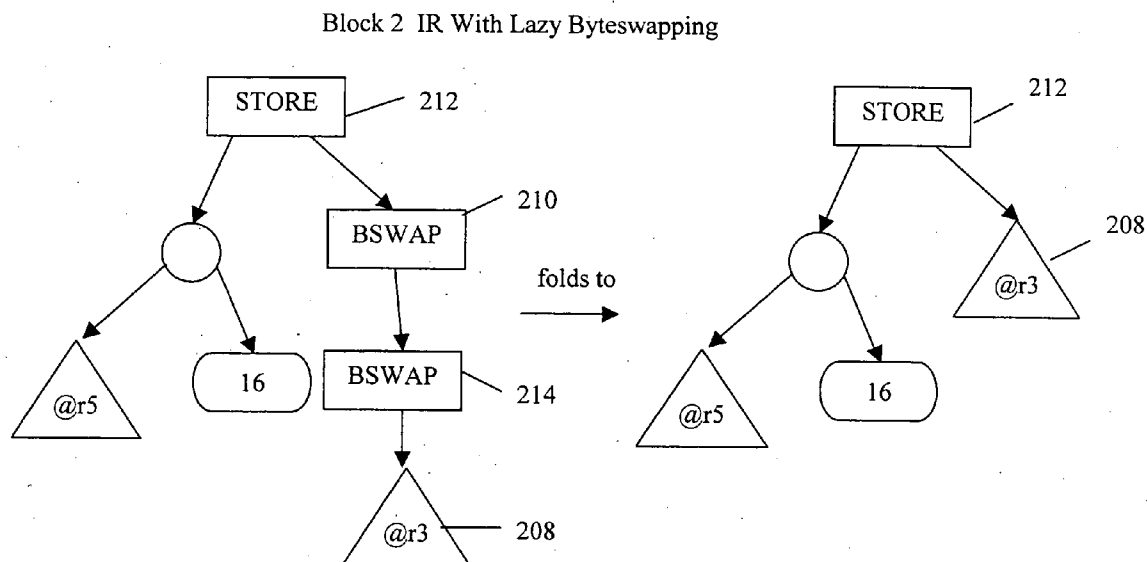 Block 2 IR With Lazy Byteswapping
STORE
212
210
BSWAP
@r5
16
BSWAP
214
@r3
208
folds to
STORE
212
208
@r3
@r5
16